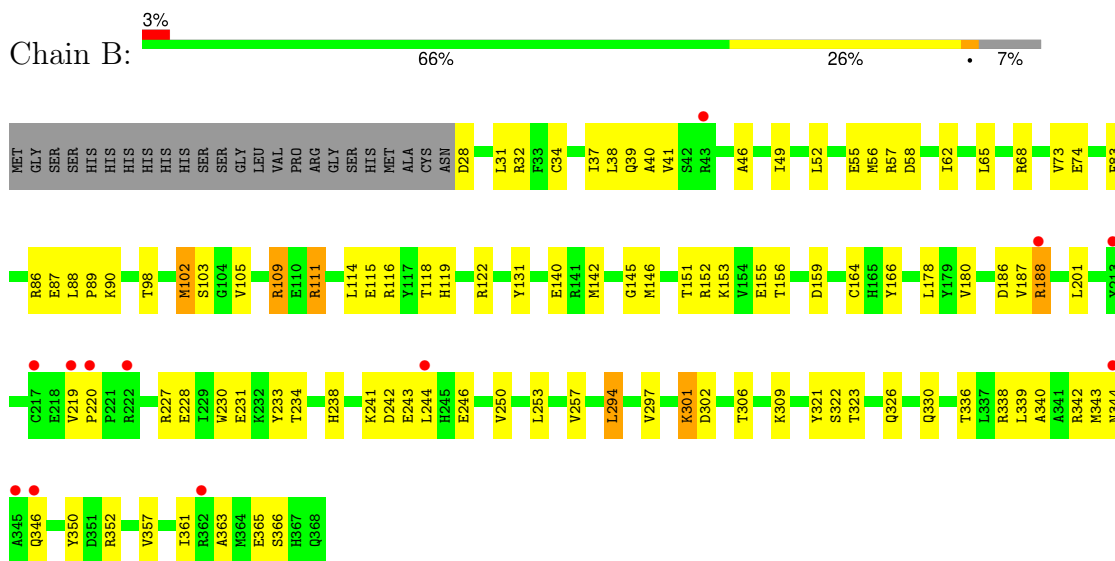 3%
Chain B:
66% 26% • 7%
MET GLY SER SER HIS HIS HIS HIS HIS HIS SER SER GLY LEU VAL PRO ARG GLY SER HIS MET ALA CYS ASN D28 L31 R32 F33 C34 I37 L38 Q39 A40 V41 S42 R43 A46 I49 L52 E55 M56 R57 D58 I62 L65 R68 V73 E74
R86 E87 L88 P89 K90 T98 M102 S103 G104 V105 R109 E110 R111 L114 E115 R116 Y117 T118 H119 R122 Y131 E140 R141 M142 G145 M146 T151 R152 K153 V154 E155 T156 D159 C164 H165 Y166 L178 Y179 V180 D186 V187 R188 L201
C217 E218 V219 P220 P221 R222 R227 E228 I229 W230 E231 K232 Y233 T234 H238 K241 D242 E243 L244 H245 E246 V250 L253 V257 L294 V297 K301 D302 T306 K309 Y321 S322 T323 Q326 Q330 T336 L337 R338 L339 A340 A341 R342 M343 N344
A345 Q346 Y350 D351 R352 V357 I361 R362 A363 M364 E365 S366 H367 Q368